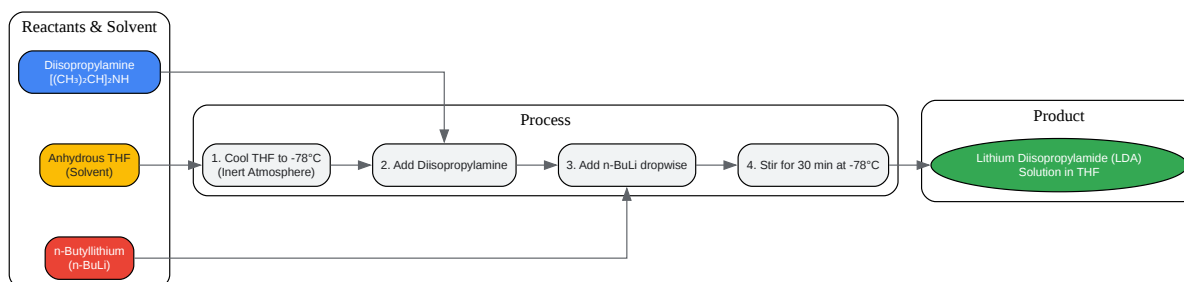 Reactants & Solvent
Diisopropylamine
[(CH₃)₂CH]₂NH
Anhydrous THF
(Solvent)
n-Butyllithium
(n-BuLi)
Process
1. Cool THF to -78°C
(Inert Atmosphere)
2. Add Diisopropylamine
3. Add n-BuLi dropwise
4. Stir for 30 min at -78°C
Product
Lithium Diisopropylamide (LDA)
Solution in THF